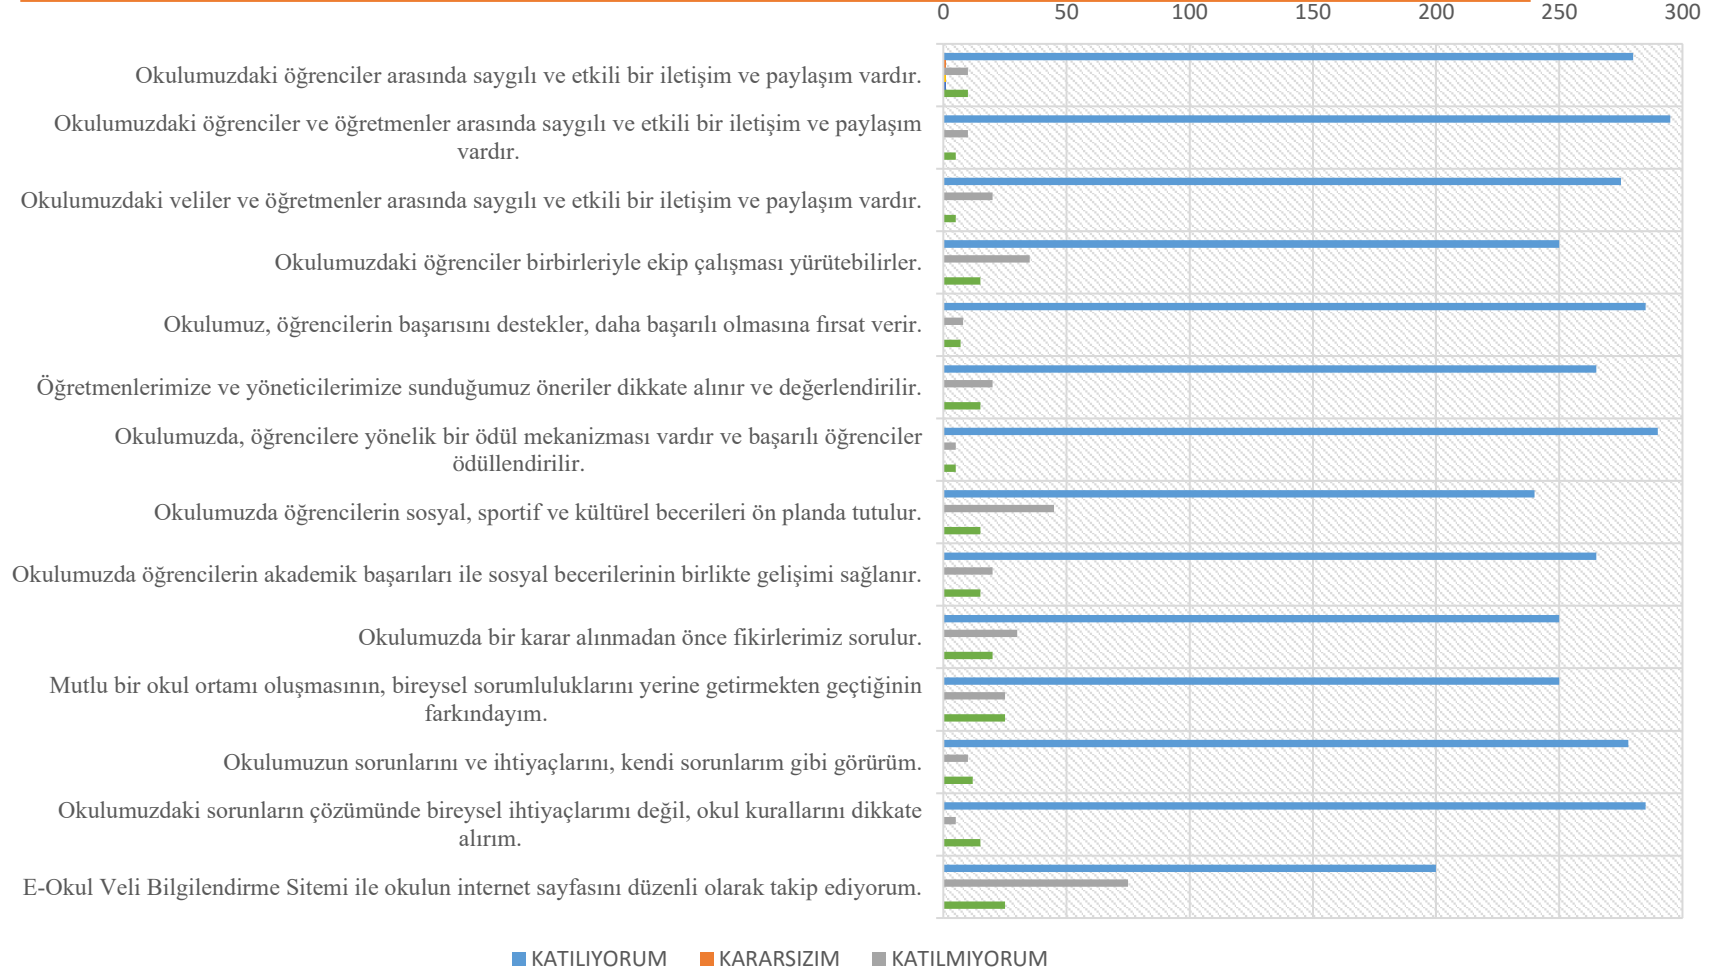 0 50 100 150 200 250 300
Okulumuzdaki öğrenciler arasında saygılı ve etkili bir iletişim ve paylaşım vardır.
Okulumuzdaki öğrenciler ve öğretmenler arasında saygılı ve etkili bir iletişim ve paylaşım
vardır.
Okulumuzdaki veliler ve öğretmenler arasında saygılı ve etkili bir iletişim ve paylaşım vardır.
Okulumuzdaki öğrenciler birbirleriyle ekip çalışması yürütebilirler.
Okulumuz, öğrencilerin başarısını destekler, daha başarılı olmasına fırsat verir.
Öğretmenlerimize ve yöneticilerimize sunduğumuz öneriler dikkate alınır ve değerlendirilir.
Okulumuzda, öğrencilere yönelik bir ödül mekanizması vardır ve başarılı öğrenciler
ödüllendirilir.
Okulumuzda öğrencilerin sosyal, sportif ve kültürel becerileri ön planda tutulur.
Okulumuzda öğrencilerin akademik başarıları ile sosyal becerilerinin birlikte gelişimi sağlanır.
Okulumuzda bir karar alınmadan önce fikirlerimiz sorulur.
Mutlu bir okul ortamı oluşmasının, bireysel sorumluluklarını yerine getirmekten geçtiğinin
farkındayım.
Okulumuzun sorunlarını ve ihtiyaçlarını, kendi sorunlarım gibi görürüm.
Okulumuzdaki sorunların çözümünde bireysel ihtiyaçlarımı değil, okul kurallarını dikkate
alırım.
E-Okul Veli Bilgilendirme Sitemi ile okulun internet sayfasını düzenli olarak takip ediyorum.
KATILIYORUM KARARSIZIM KATILMIYORUM